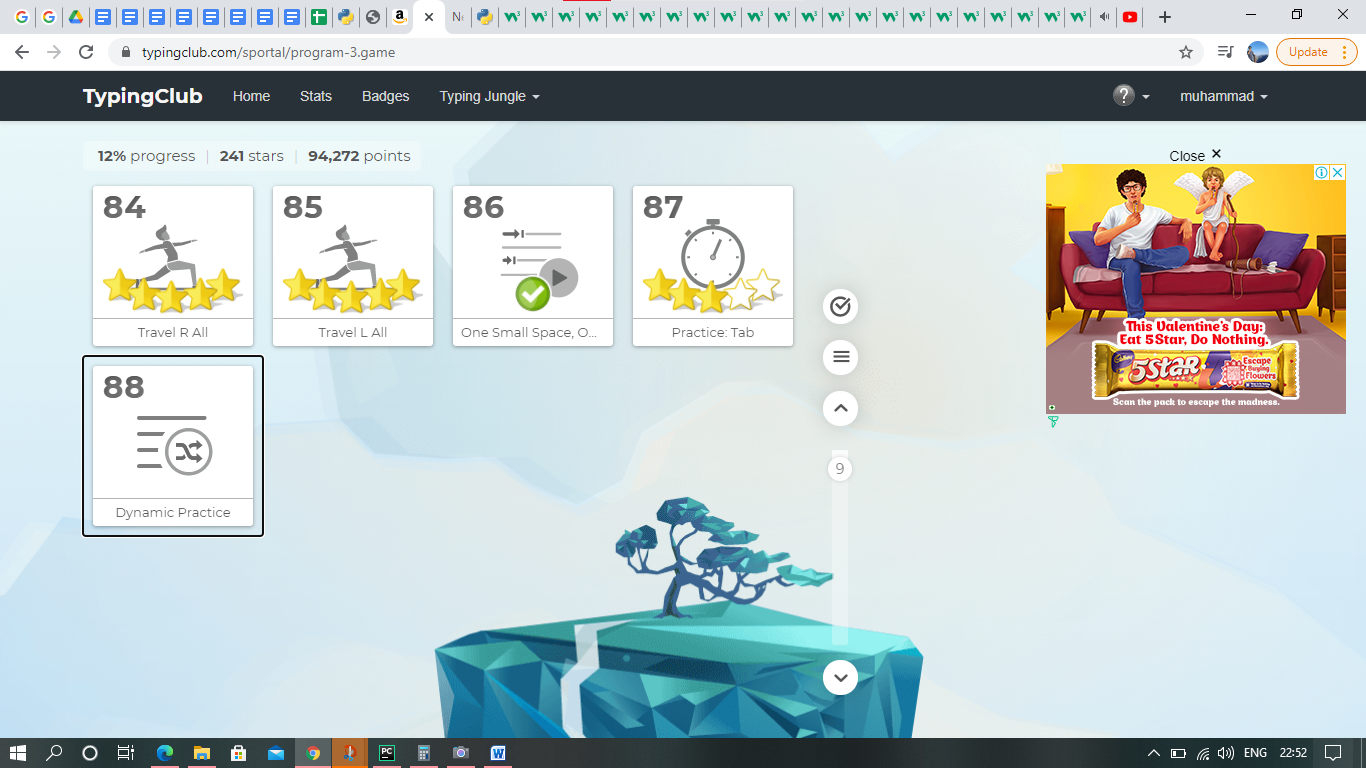 typingclub.com/sportal/program-3.game
Update
TypingClub Home Stats Badges Typing Jungle ? muhammad
12% progress 241 stars 94,272 points
Close ×
84
Travel R All
85
Travel L All
86
One Small Space, O...
87
Practice: Tab
88
Dynamic Practice
9
This Valentine's Day:
Eat 5Star, Do Nothing.
Cadbury
5STAR
Escape
Buying
Flowers
Scan the pack to escape the madness.
ENG 22:52